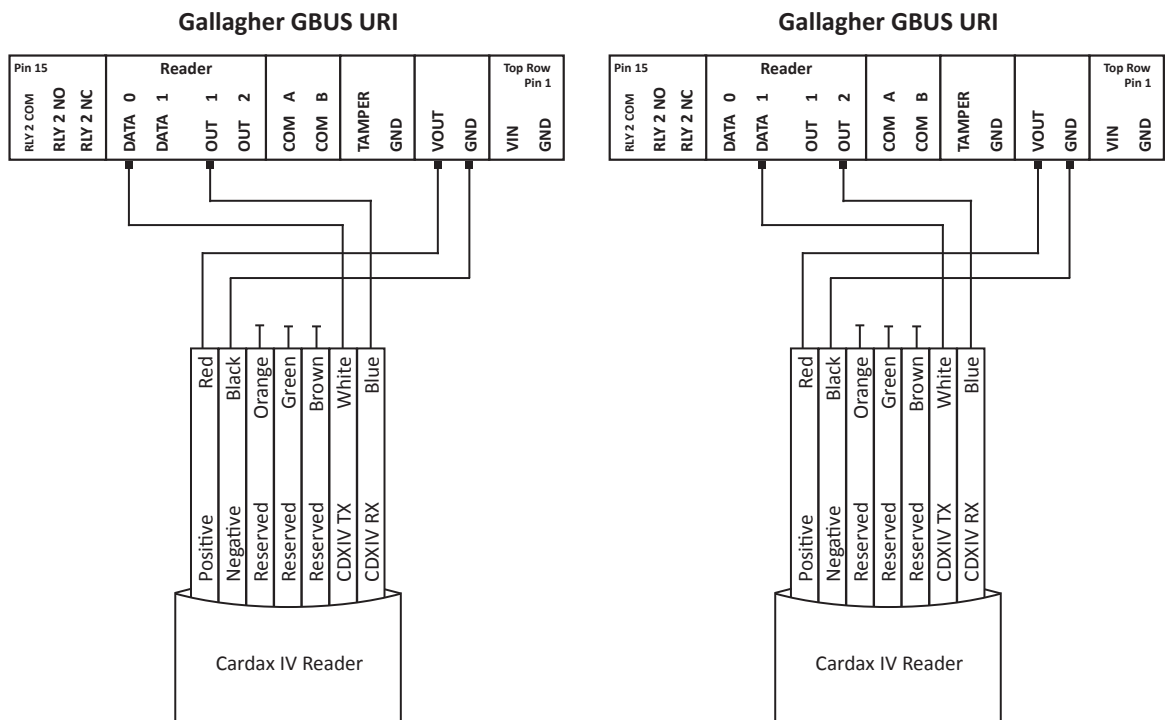 Gallagher GBUS URI
Pin 15
Reader
Top Row
Pin 1
RLY 2 COM
RLY 2 NO
RLY 2 NC
DATA 0
DATA 1
OUT 1
OUT 2
COM A
COM B
TAMPER
GND
VOUT
GND
VIN
GND
Red
Black
Orange
Green
Brown
White
Blue
Positive
Negative
Reserved
Reserved
Reserved
CDXIV TX
CDXIV RX
Cardax IV Reader
Gallagher GBUS URI
Pin 15
Reader
Top Row
Pin 1
RLY 2 COM
RLY 2 NO
RLY 2 NC
DATA 0
DATA 1
OUT 1
OUT 2
COM A
COM B
TAMPER
GND
VOUT
GND
VIN
GND
Red
Black
Orange
Green
Brown
White
Blue
Positive
Negative
Reserved
Reserved
Reserved
CDXIV TX
CDXIV RX
Cardax IV Reader